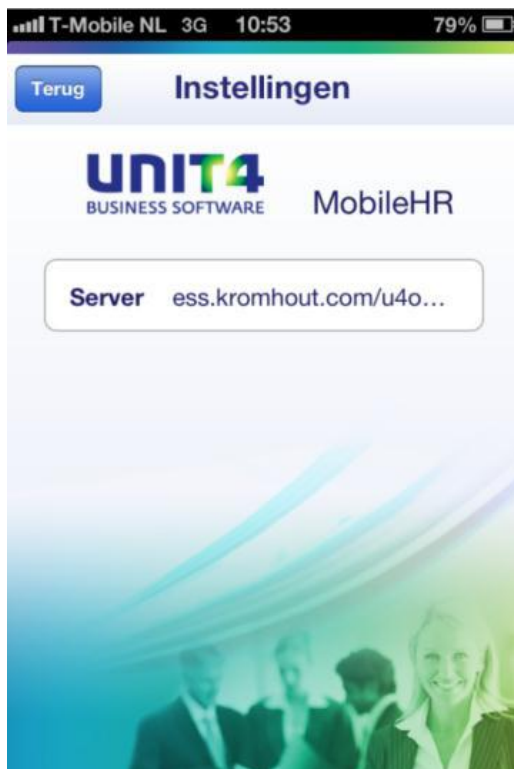 T-Mobile NL 3G 10:53 79%
Terug Instellingen
UNIT4
BUSINESS SOFTWARE MobileHR
Server ess.kromhout.com/u4o...